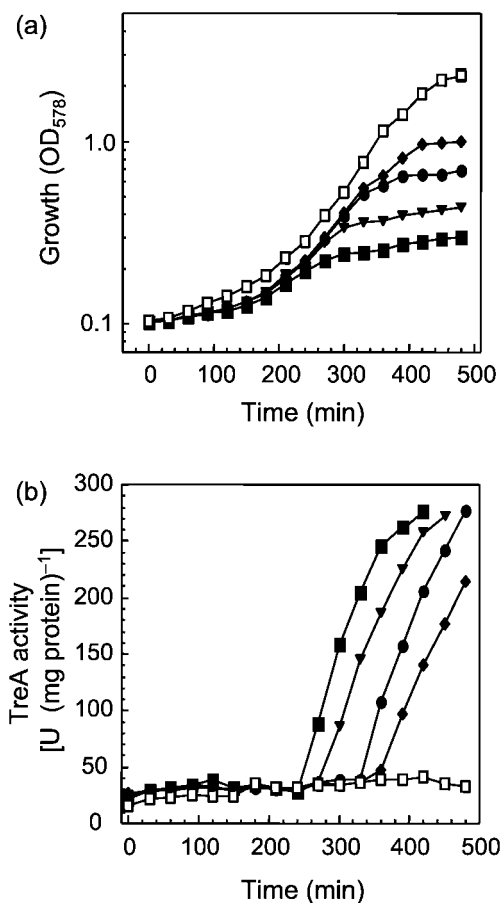 (a)
Growth (OD578)
1.0
0.1
0 100 200 300 400 500
Time (min)
(b)
TreA activity
[U (mg protein)−1]
300
250
200
150
100
50
0
0 100 200 300 400 500
Time (min)